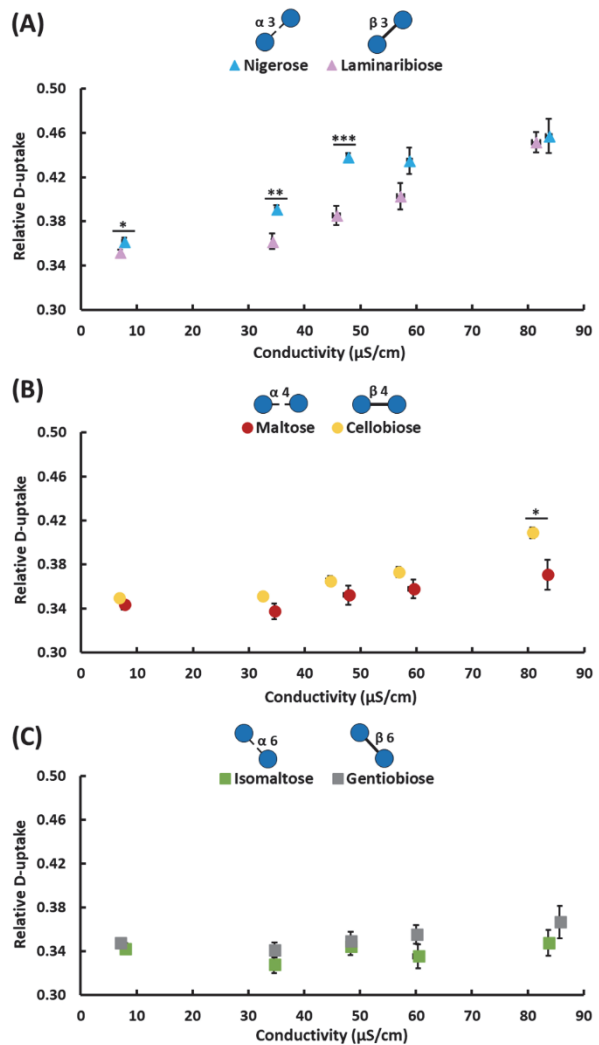 (A)
α 3 β 3
Nigerose Laminaribiose
0.50
0.46
0.42
0.38
0.34
0.30
Relative D-uptake
* ** ***
0 10 20 30 40 50 60 70 80 90
Conductivity (µS/cm)
(B)
α 4 β 4
Maltose Cellobiose
0.50
0.46
0.42
0.38
0.34
0.30
Relative D-uptake
*
0 10 20 30 40 50 60 70 80 90
Conductivity (µS/cm)
(C)
α 6 β 6
Isomaltose Gentiobiose
0.50
0.46
0.42
0.38
0.34
0.30
Relative D-uptake
0 10 20 30 40 50 60 70 80 90
Conductivity (µS/cm)